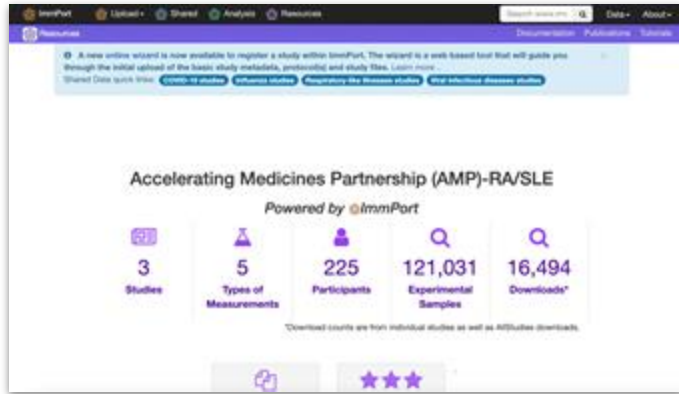 ImmPort Upload Shared Analysis Resources Search www.imm Data About
Resources Documentation Publications Tutorials
A new online wizard is now available to register a study within ImmPort, The wizard is a web based tool that will guide you
through the initial upload of the basic study metadata, protocol(s) and study files. Learn more
Shared Data quick links: COVID-19 studies Influenza studies Respiratory-like illnesses studies Viral infectious diseases studies
Accelerating Medicines Partnership (AMP)-RA/SLE
Powered by ImmPort
3 5 225 121,031 16,494
Studies Types of Participants Experimental Downloads*
Measurements Samples
*Download counts are from individual studies as well as AllStudies downloads.